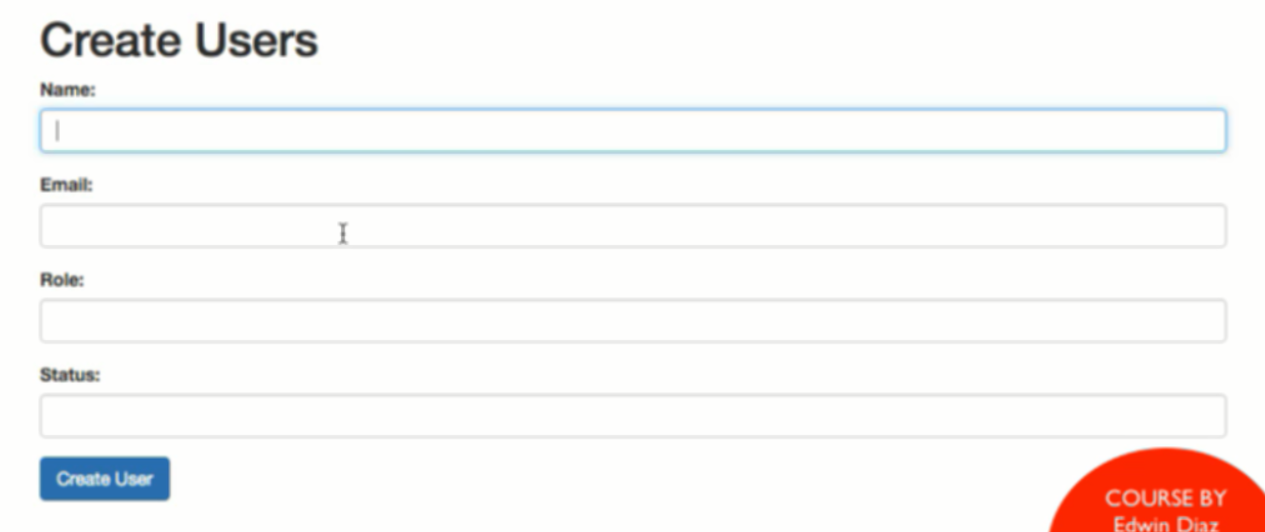 Create Users
Name:
Email:
Role:
Status:
Create User
COURSE BY
Edwin Diaz